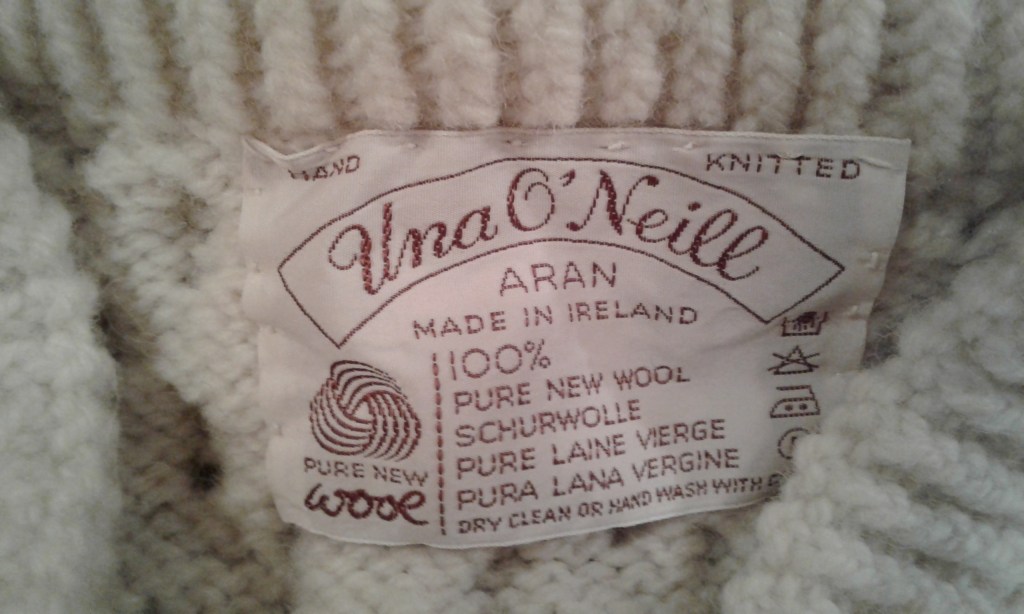 HAND KNITTED
Una O'Neill
ARAN
MADE IN IRELAND
100%
PURE NEW WOOL
SCHURWOLLE
PURE LAINE VIERGE
PURA LANA VERGINE
DRY CLEAN OR HAND WASH WITH
PURE NEW
wool